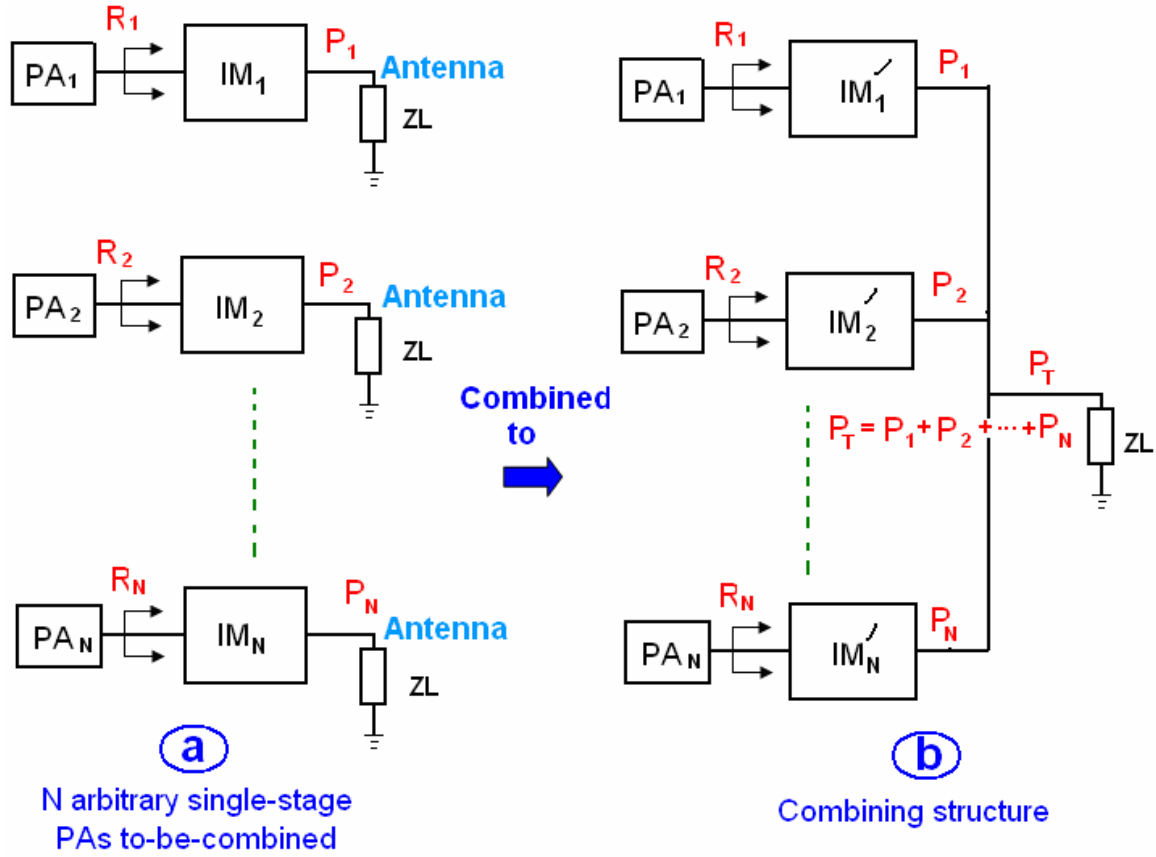 R1
PA1
IM1
P1
Antenna
ZL
R2
PA2
IM2
P2
Antenna
ZL
RN
PAN
IMN
PN
Antenna
ZL
a
N arbitrary single-stage
PAs to-be-combined
Combined
to
R1
PA1
IM1′
P1
R2
PA2
IM2′
P2
PT
PT = P1 + P2 + ··· + PN
ZL
RN
PAN
IMN′
PN
b
Combining structure